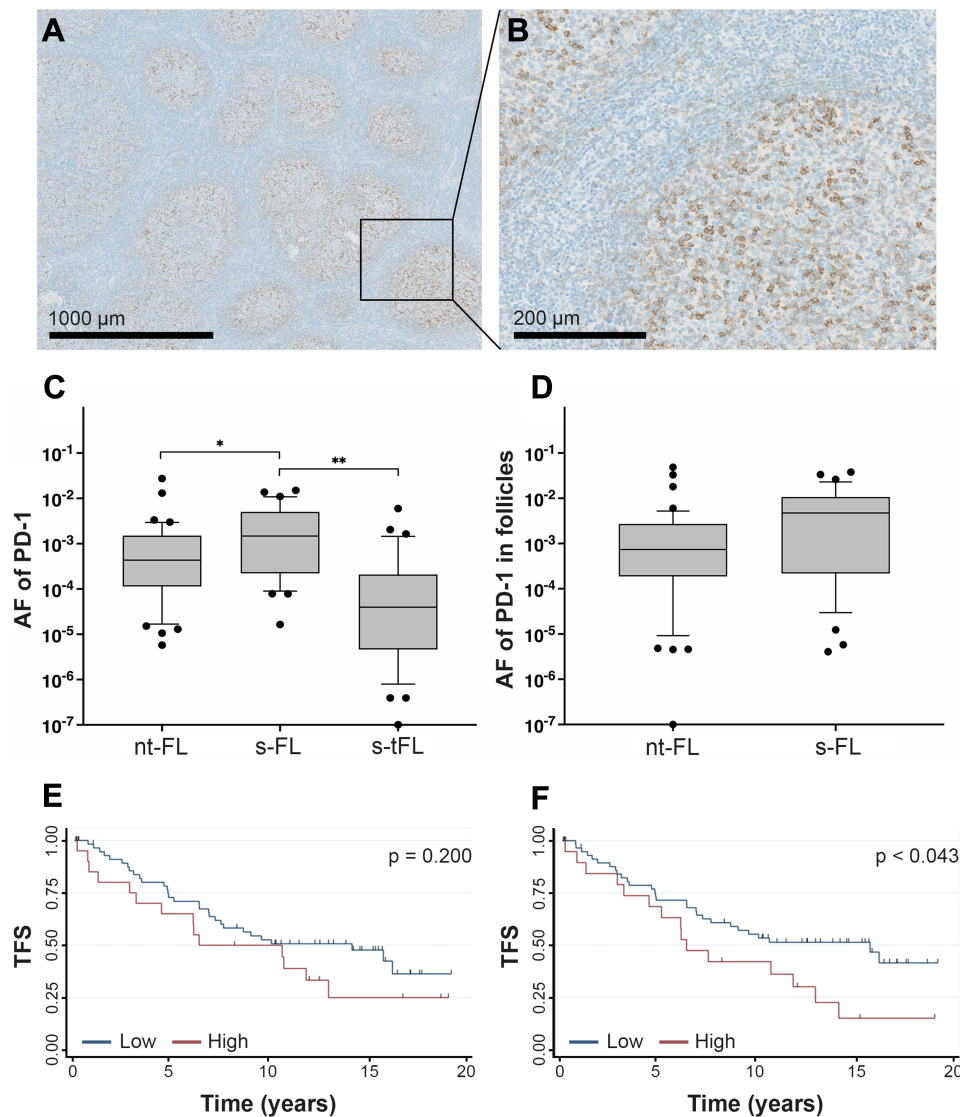 A
B
1000 µm
200 µm
C
D
AF of PD-1
10⁻¹
10⁻²
10⁻³
10⁻⁴
10⁻⁵
10⁻⁶
10⁻⁷
*
**
nt-FL
s-FL
s-tFL
AF of PD-1 in follicles
10⁻¹
10⁻²
10⁻³
10⁻⁴
10⁻⁵
10⁻⁶
10⁻⁷
nt-FL
s-FL
E
F
TFS
1.00
0.75
0.50
0.25
0.00
p = 0.200
Low High
0 5 10 15 20
Time (years)
TFS
1.00
0.75
0.50
0.25
0.00
p < 0.043
Low High
0 5 10 15 20
Time (years)